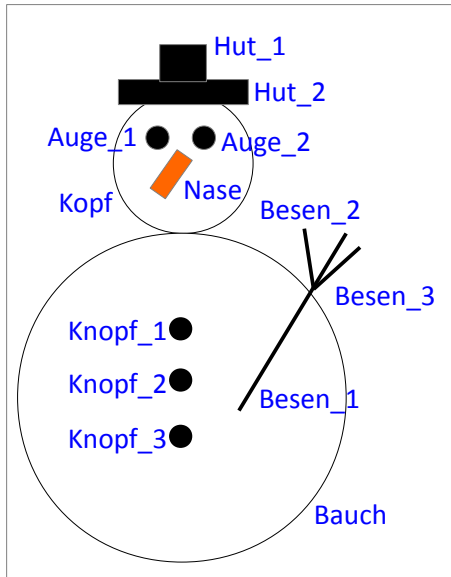 Hut_1
Hut_2
Auge_1
Auge_2
Nase
Kopf
Besen_2
Besen_3
Knopf_1
Knopf_2
Besen_1
Knopf_3
Bauch